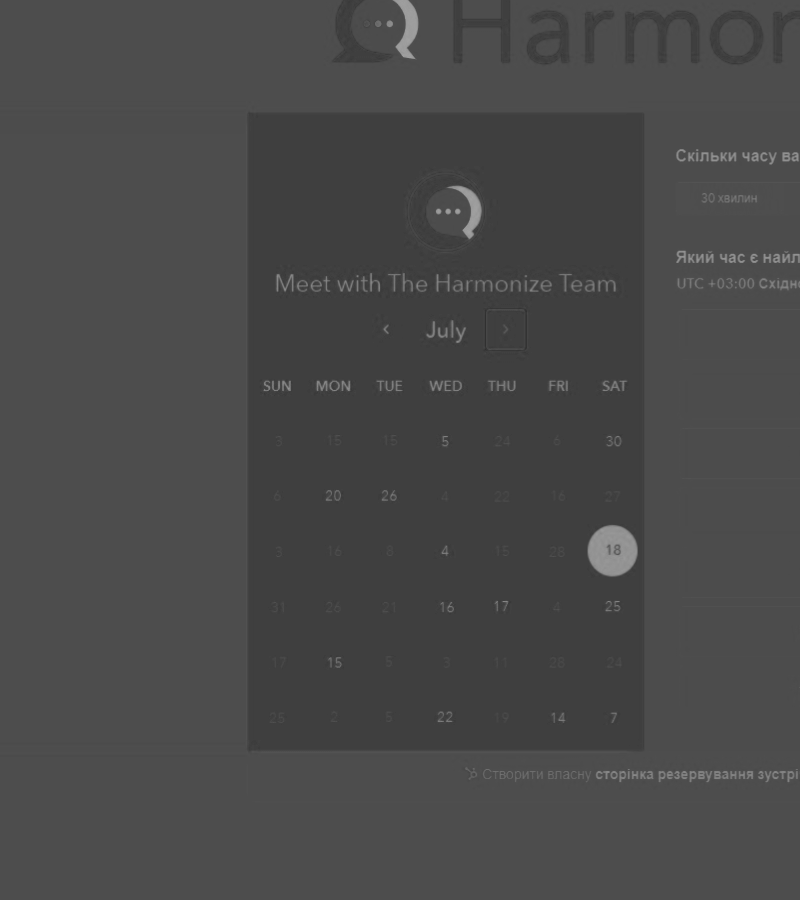 Harmon
Скільки часу ва
30 хвилин
Meet with The Harmonize Team
Який час є найл
UTC +03:00 Східно
July
SUN MON TUE WED THU FRI SAT
3 15 15 5 24 6 30
6 20 26 4 22 16 27
3 16 8 4 15 28 18
31 26 21 16 17 4 25
17 15 5 3 11 28 24
25 2 5 22 19 14 7
Створити власну сторінка резервування зустрі